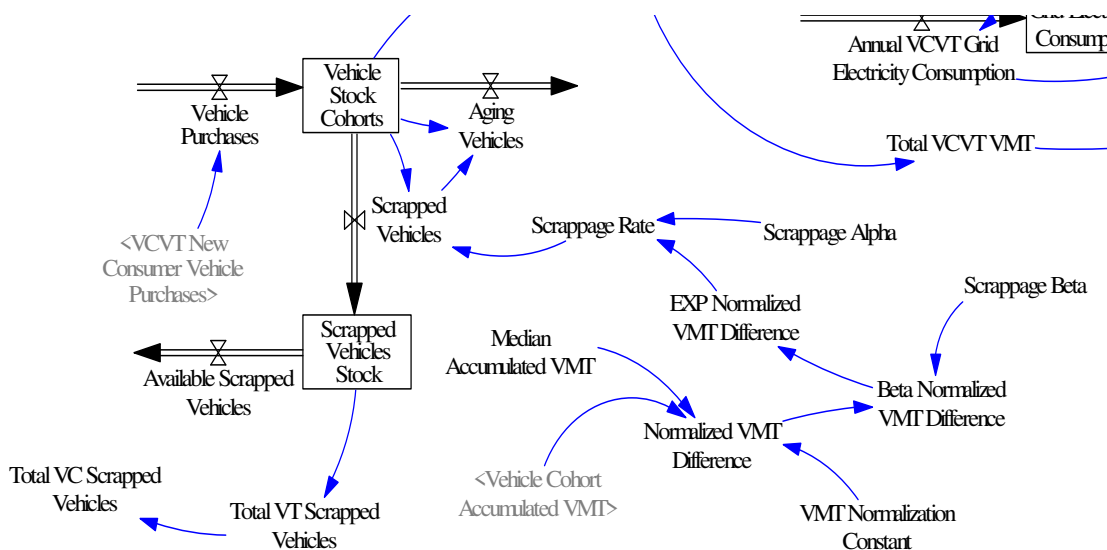 Annual VCVT Grid
Electricity Consumption
Vehicle
Stock
Cohorts
Vehicle
Purchases
Aging
Vehicles
Total VCVT VMT
Scrapped
Vehicles
Scrappage Rate
Scrappage Alpha
<VCVT New
Consumer Vehicle
Purchases>
EXP Normalized
VMT Difference
Scrappage Beta
Scrapped
Vehicles
Stock
Median
Accumulated VMT
Available Scrapped
Vehicles
Beta Normalized
VMT Difference
Normalized VMT
Difference
Total VC Scrapped
Vehicles
<Vehicle Cohort
Accumulated VMT>
Total VT Scrapped
Vehicles
VMT Normalization
Constant